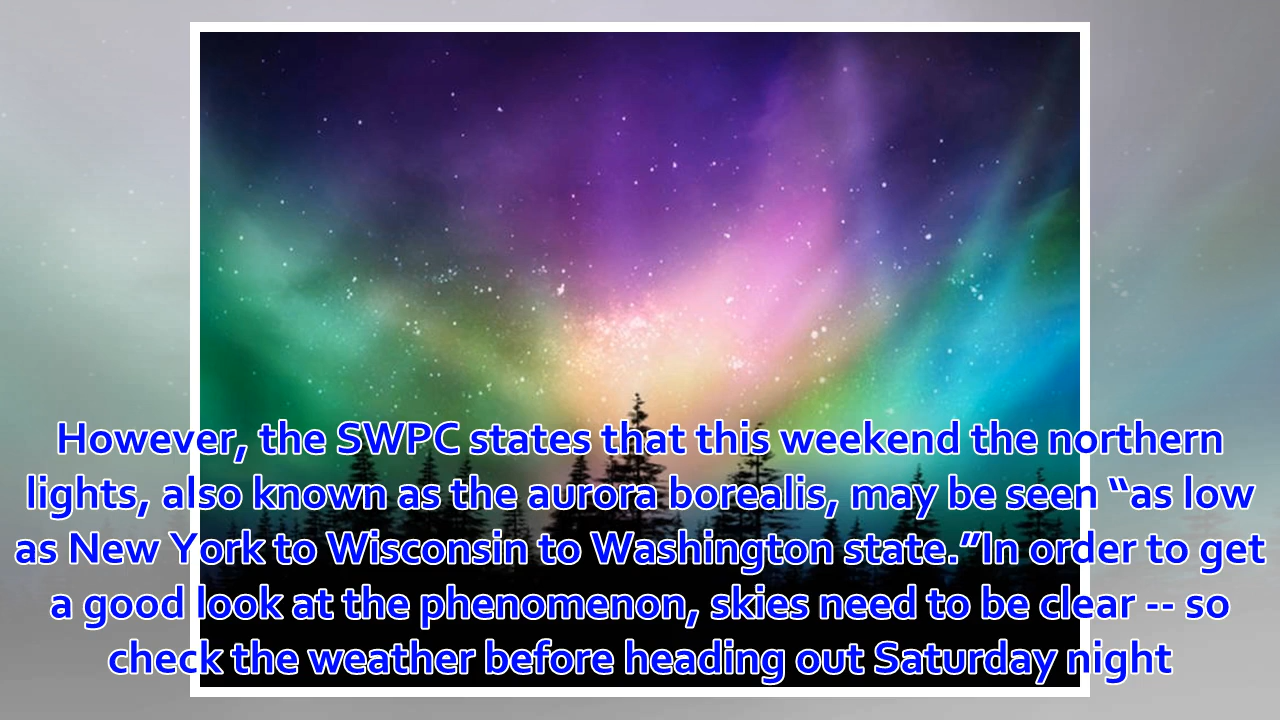 However, the SWPC states that this weekend the northern
lights, also known as the aurora borealis, may be seen “as low
as New York to Wisconsin to Washington state.”In order to get
a good look at the phenomenon, skies need to be clear -- so
check the weather before heading out Saturday night